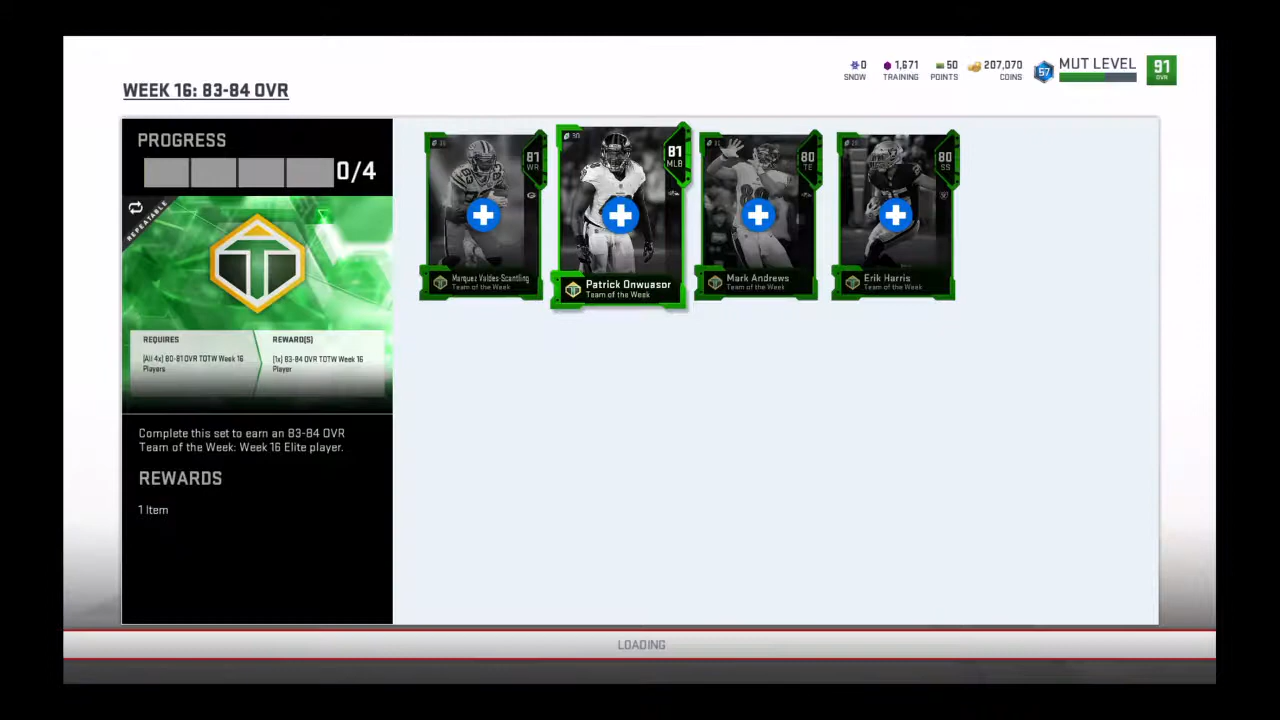 WEEK 16: 83-84 OVR
0 SNOW
1,671 TRAINING
50 POINTS
207,070 COINS
57
MUT LEVEL
91 OVR
PROGRESS
0/4
REPEATABLE
REQUIRES
[All 4x] 80-81 OVR TOTW Week 16
Players
REWARD(S)
[1x] 83-84 OVR TOTW Week 16
Player
Complete this set to earn an 83-84 OVR
Team of the Week: Week 16 Elite player.
REWARDS
1 Item
81
WR
Marquez Valdes-Scantling
Team of the Week
30
81
MLB
Patrick Onwuasor
Team of the Week
80
TE
Mark Andrews
Team of the Week
80
SS
Erik Harris
Team of the Week
LOADING